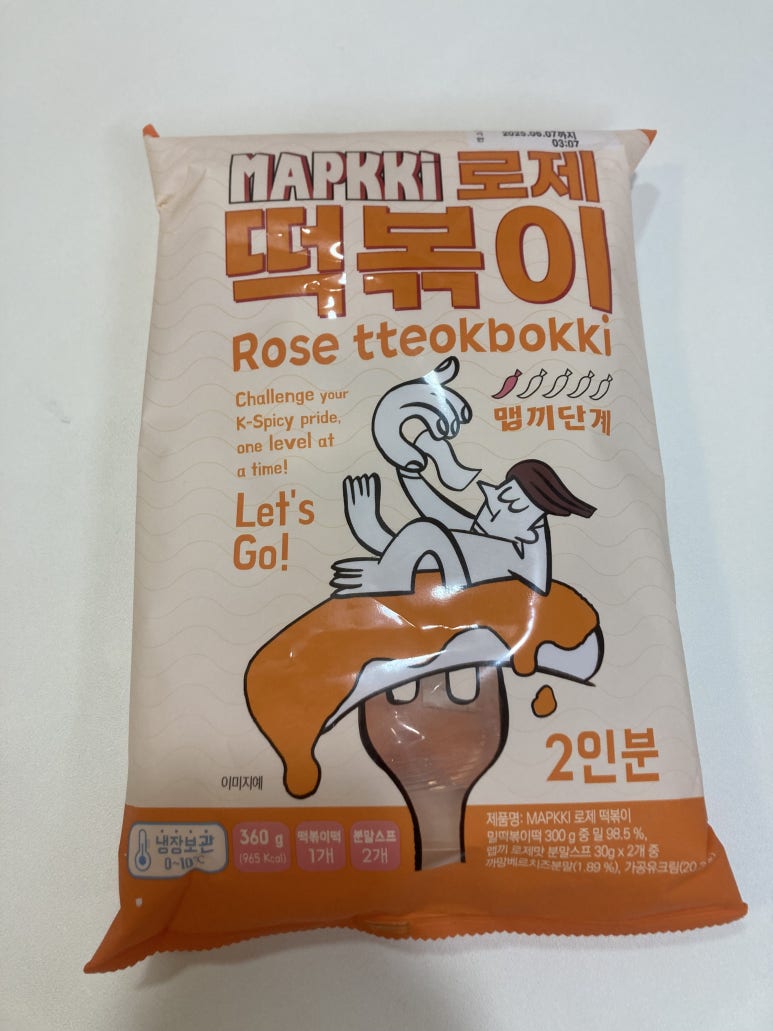 2025.06.07까지
03:07
MAPKKi 로제
떡볶이
Rose tteokbokki
Challenge your
K-Spicy pride,
one level at
a time!
Let's
Go!
맵끼단계
2인분
이미지예
냉장보관
0~10℃
360 g
(965 Kcal)
떡볶이떡
1개
분말스프
2개
제품명: MAPKKI 로제 떡볶이
밀떡볶이떡 300 g 중 밀 98.5 %,
맵끼 로제맛 분말스프 30g x 2개 중
까망베르치즈분말(1.89 %), 가공유크림(20.